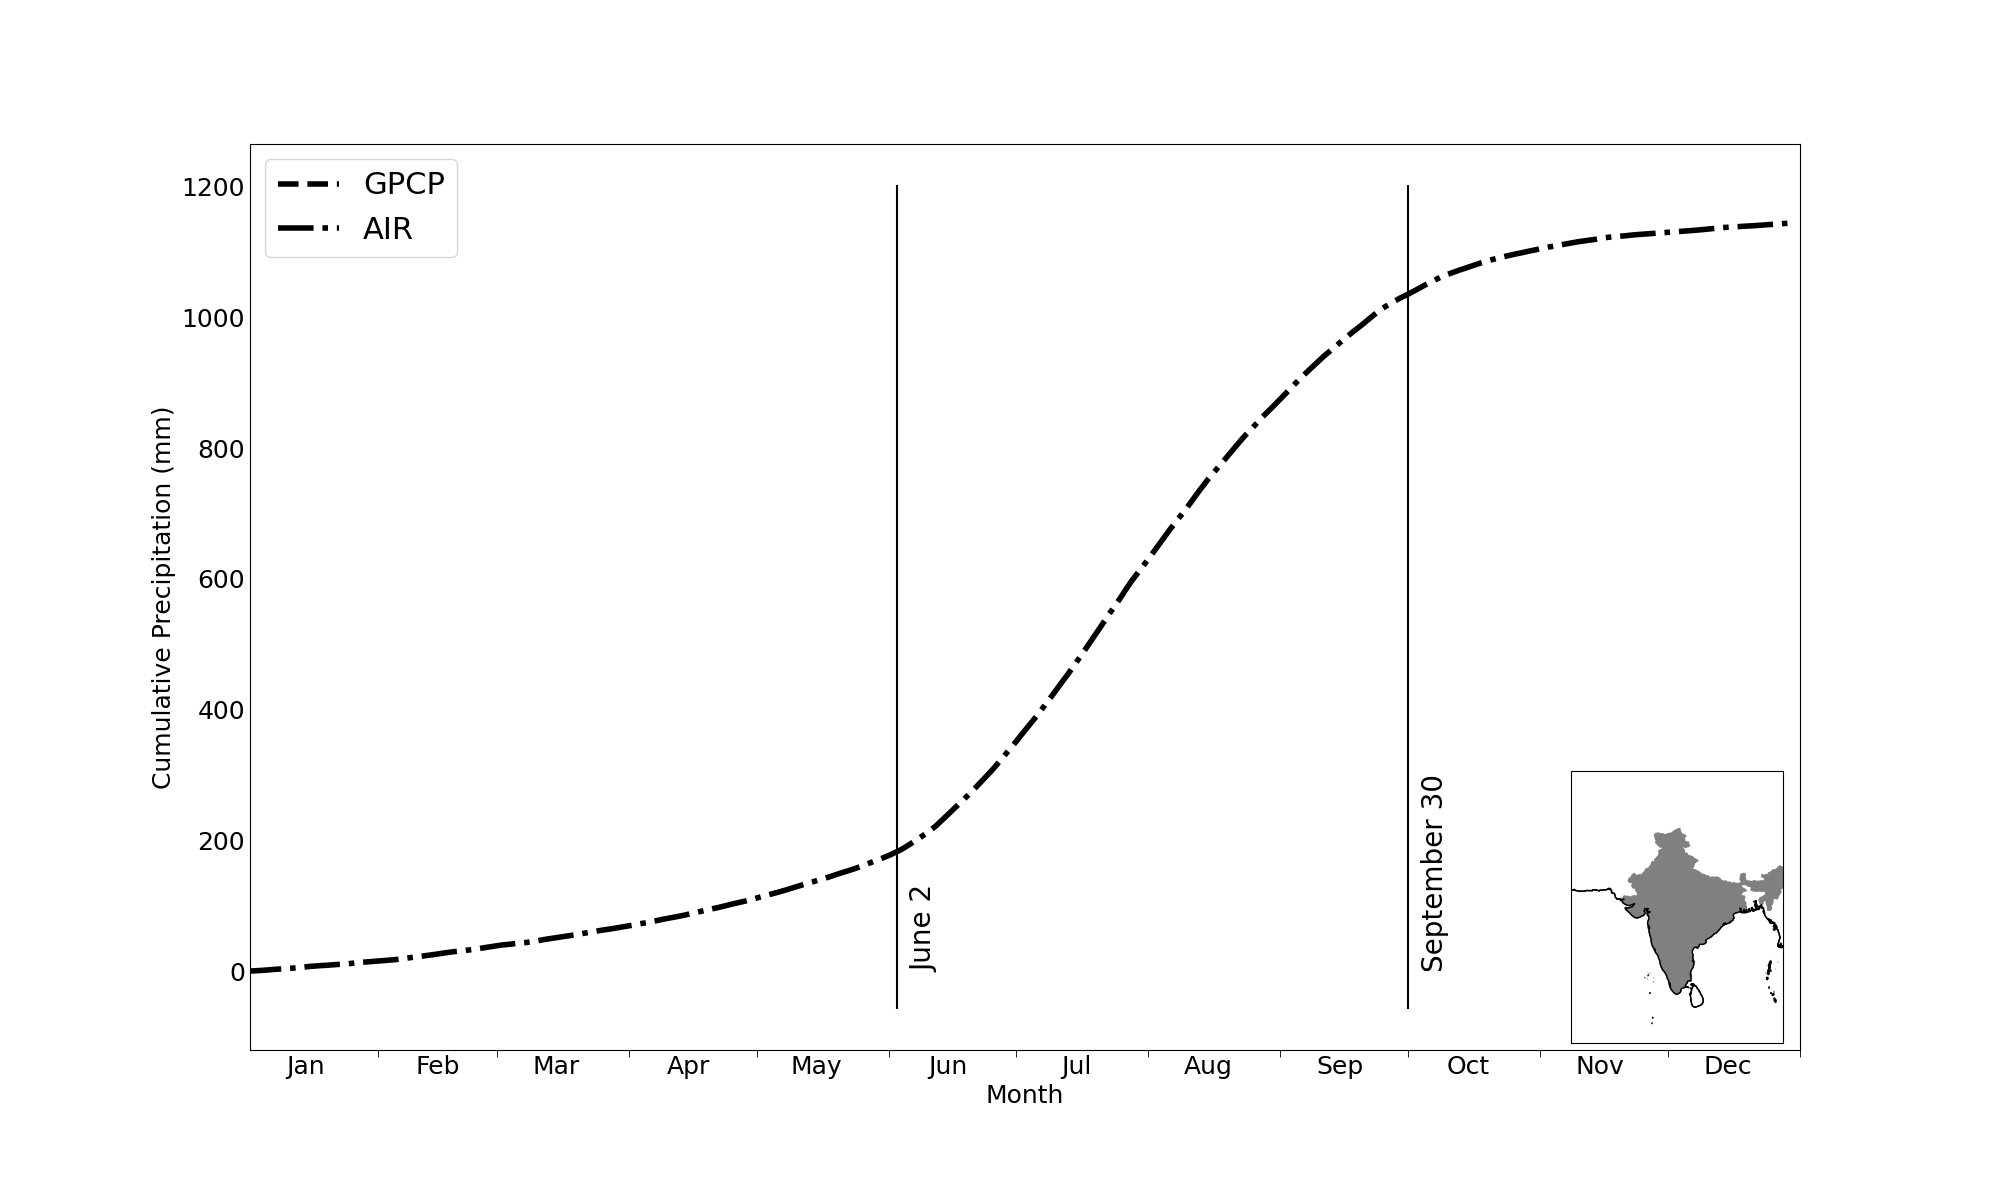 GPCP
AIR
1200
1000
800
600
400
200
0
Cumulative Precipitation (mm)
June 2
September 30
Jan Feb Mar Apr May Jun Jul Aug Sep Oct Nov Dec
Month